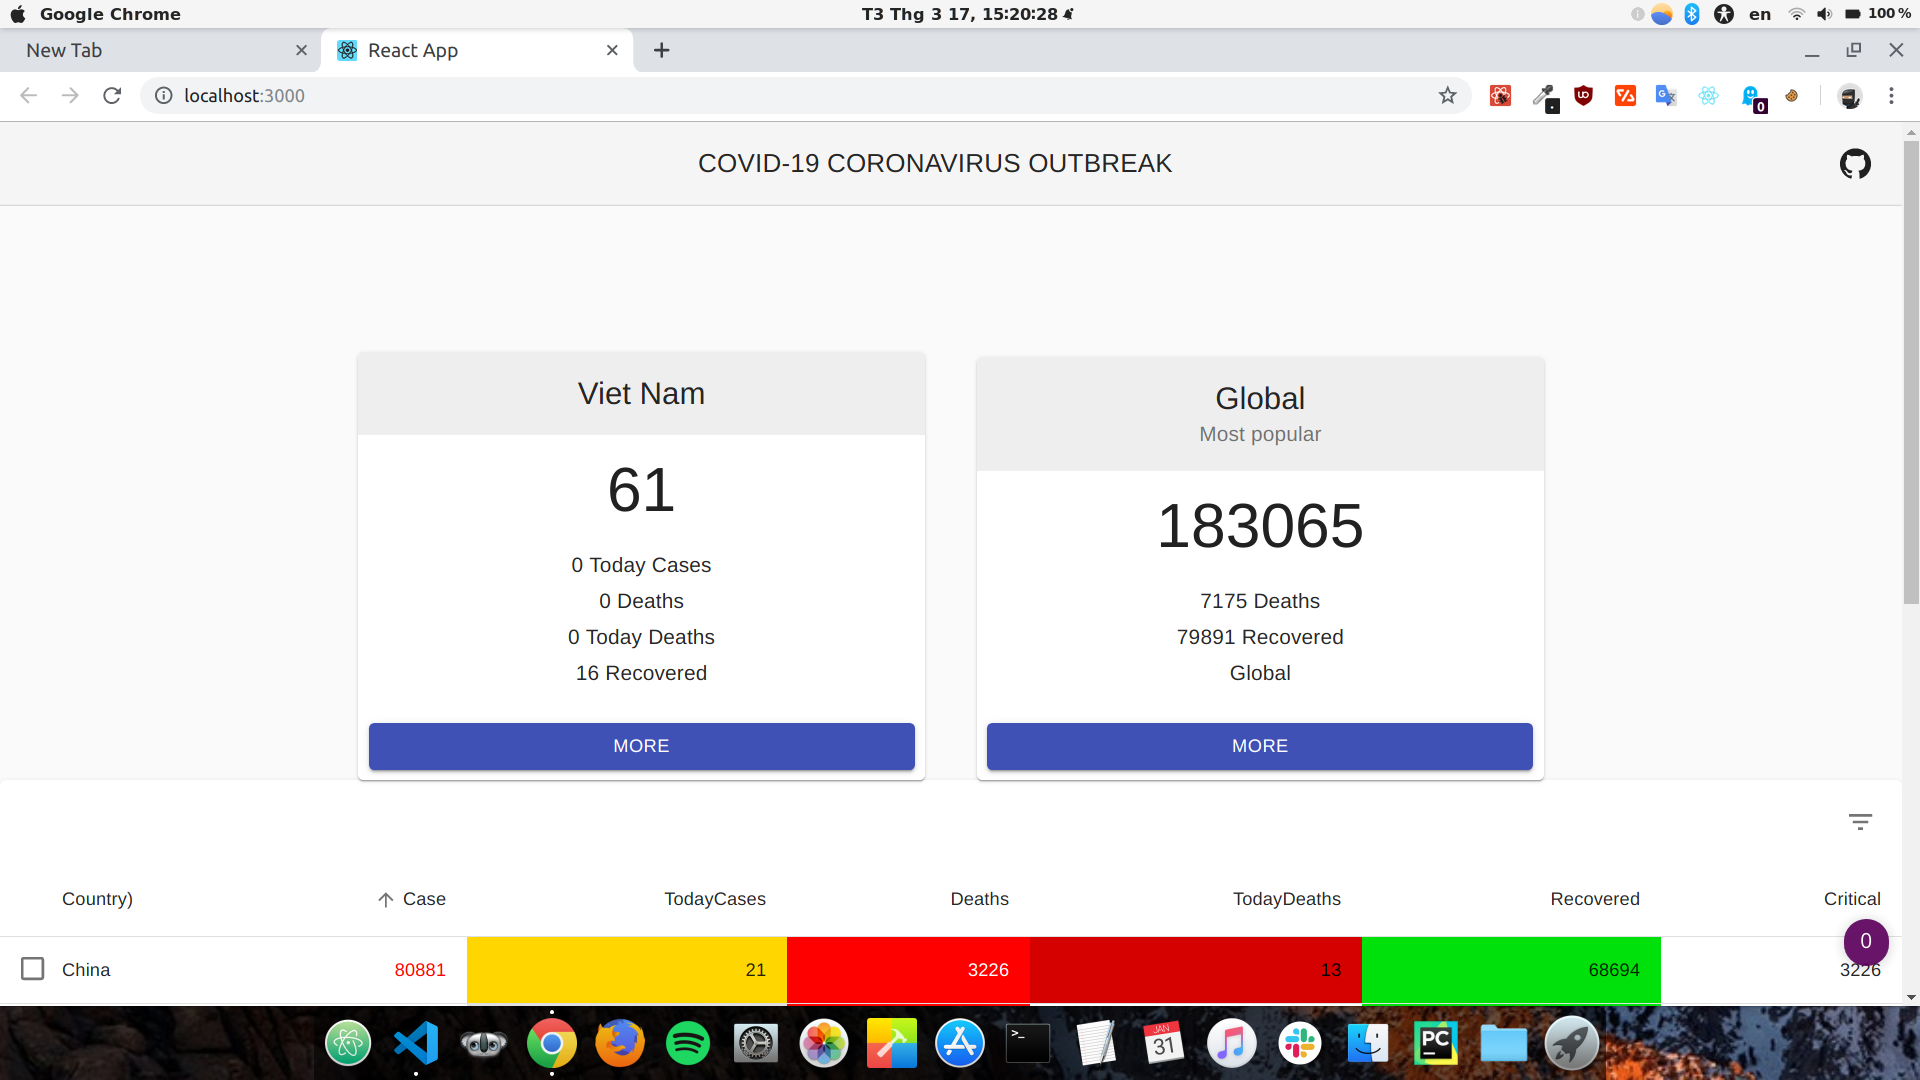 Google Chrome
T3 Thg 3 17, 15:20:28
en
100 %
New Tab
React App
localhost:3000
0
COVID-19 CORONAVIRUS OUTBREAK
Viet Nam
61
0 Today Cases
0 Deaths
0 Today Deaths
16 Recovered
MORE
Global
Most popular
183065
7175 Deaths
79891 Recovered
Global
MORE
Country) Case TodayCases Deaths TodayDeaths Recovered Critical
0
China 80881 21 3226 13 68694 3226
>_
JAN
31
PC